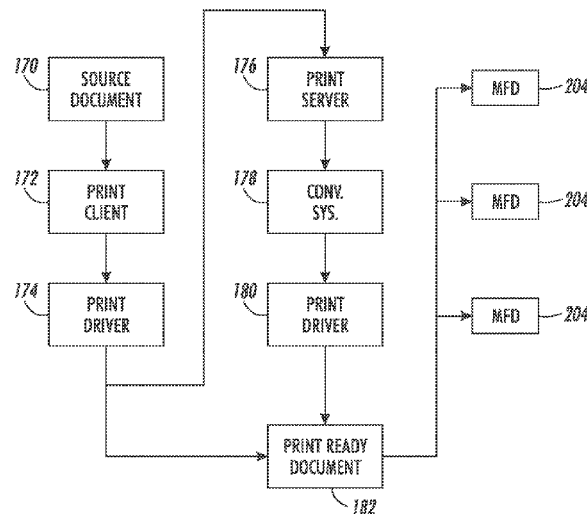 170
SOURCE
DOCUMENT
172
PRINT
CLIENT
174
PRINT
DRIVER
176
PRINT
SERVER
178
CONV.
SYS.
180
PRINT
DRIVER
PRINT READY
DOCUMENT
182
MFD
204
MFD
204
MFD
204